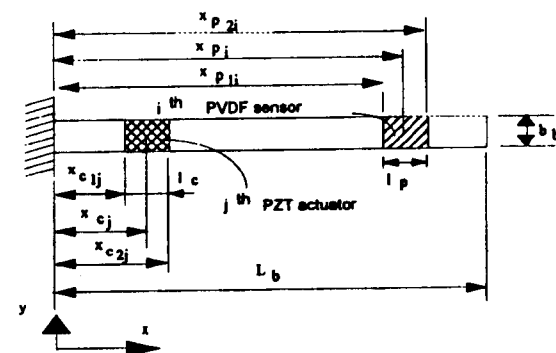 x p 2i
x p i
x p 1i
i th PVDF sensor
b b
x c 1j
l c
l p
j th PZT actuator
x c j
x c 2j
L b
y
x